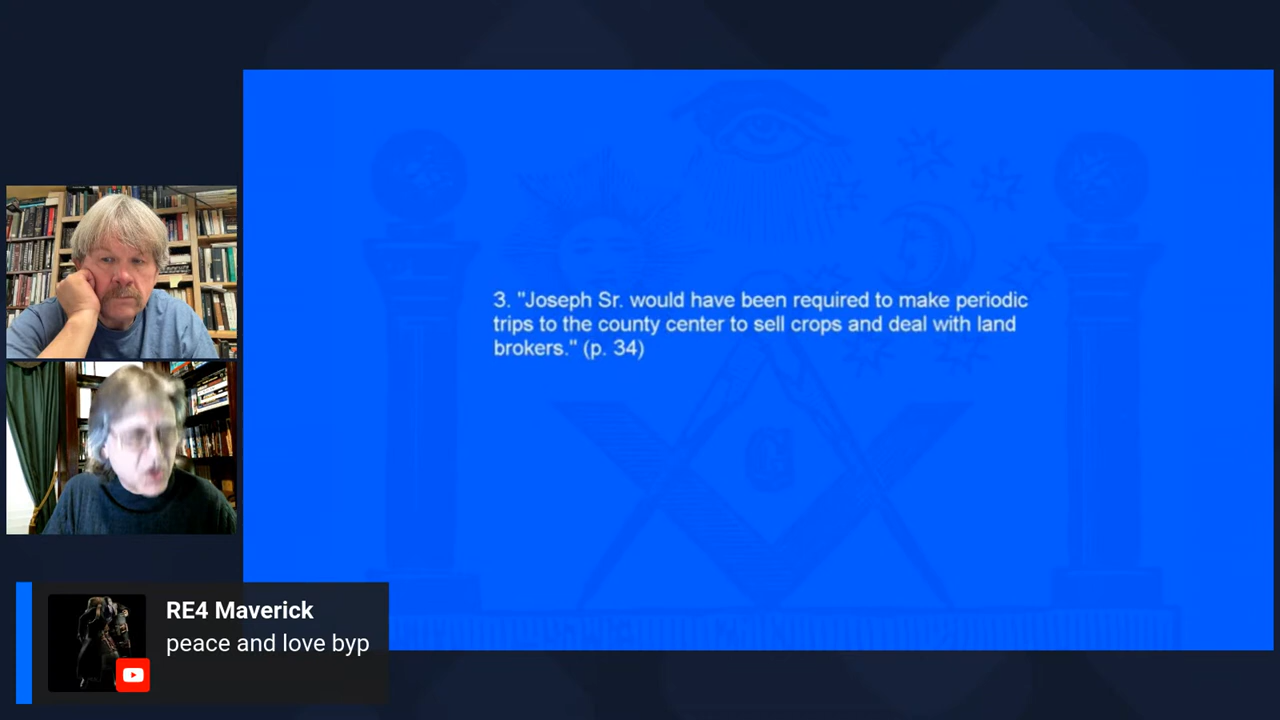 3. "Joseph Sr. would have been required to make periodic
trips to the county center to sell crops and deal with land
brokers." (p. 34)
G
RE4 Maverick
peace and love byp